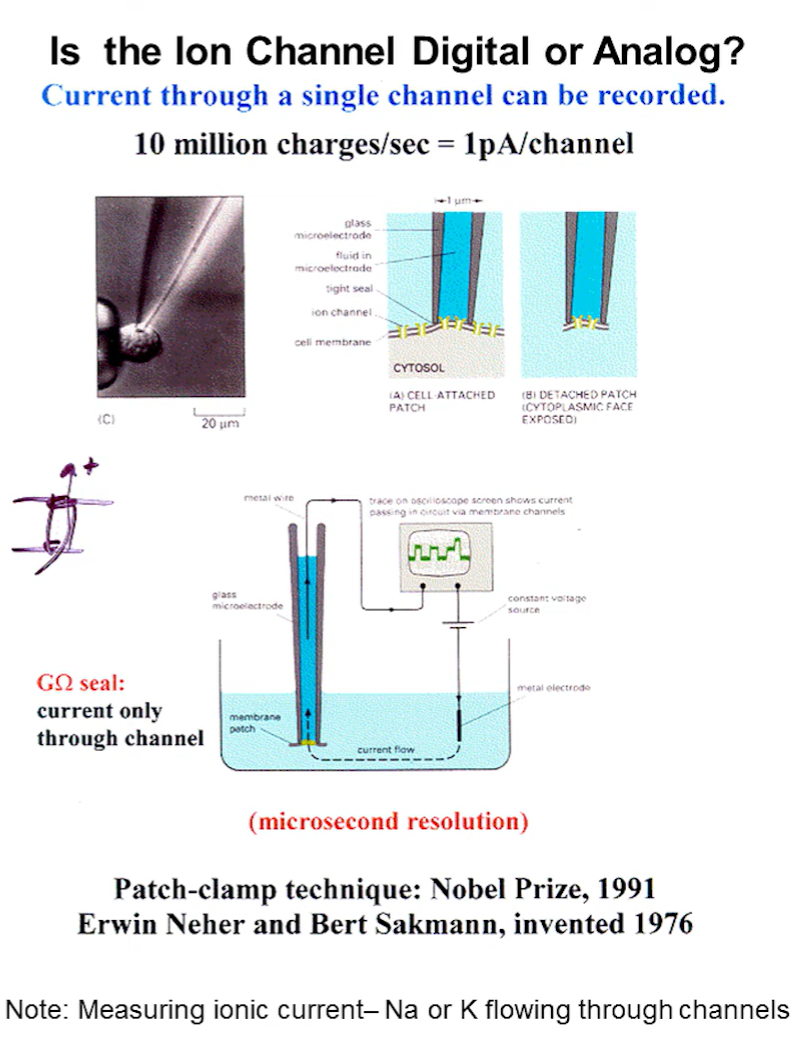 Is the Ion Channel Digital or Analog?
Current through a single channel can be recorded.
10 million charges/sec = 1pA/channel
1 µm
glass
microelectrode
fluid in
microelectrode
tight seal
ion channel
cell membrane
CYTOSOL
(A) CELL-ATTACHED
PATCH
(B) DETACHED PATCH
(CYTOPLASMIC FACE
EXPOSED)
(C)
20 µm
+
metal wire
trace on oscilloscope screen shows current
passing in circuit via membrane channels
glass
microelectrode
constant voltage
source
GΩ seal:
current only
through channel
metal electrode
membrane
patch
current flow
(microsecond resolution)
Patch-clamp technique: Nobel Prize, 1991
Erwin Neher and Bert Sakmann, invented 1976
Note: Measuring ionic current– Na or K flowing through channels